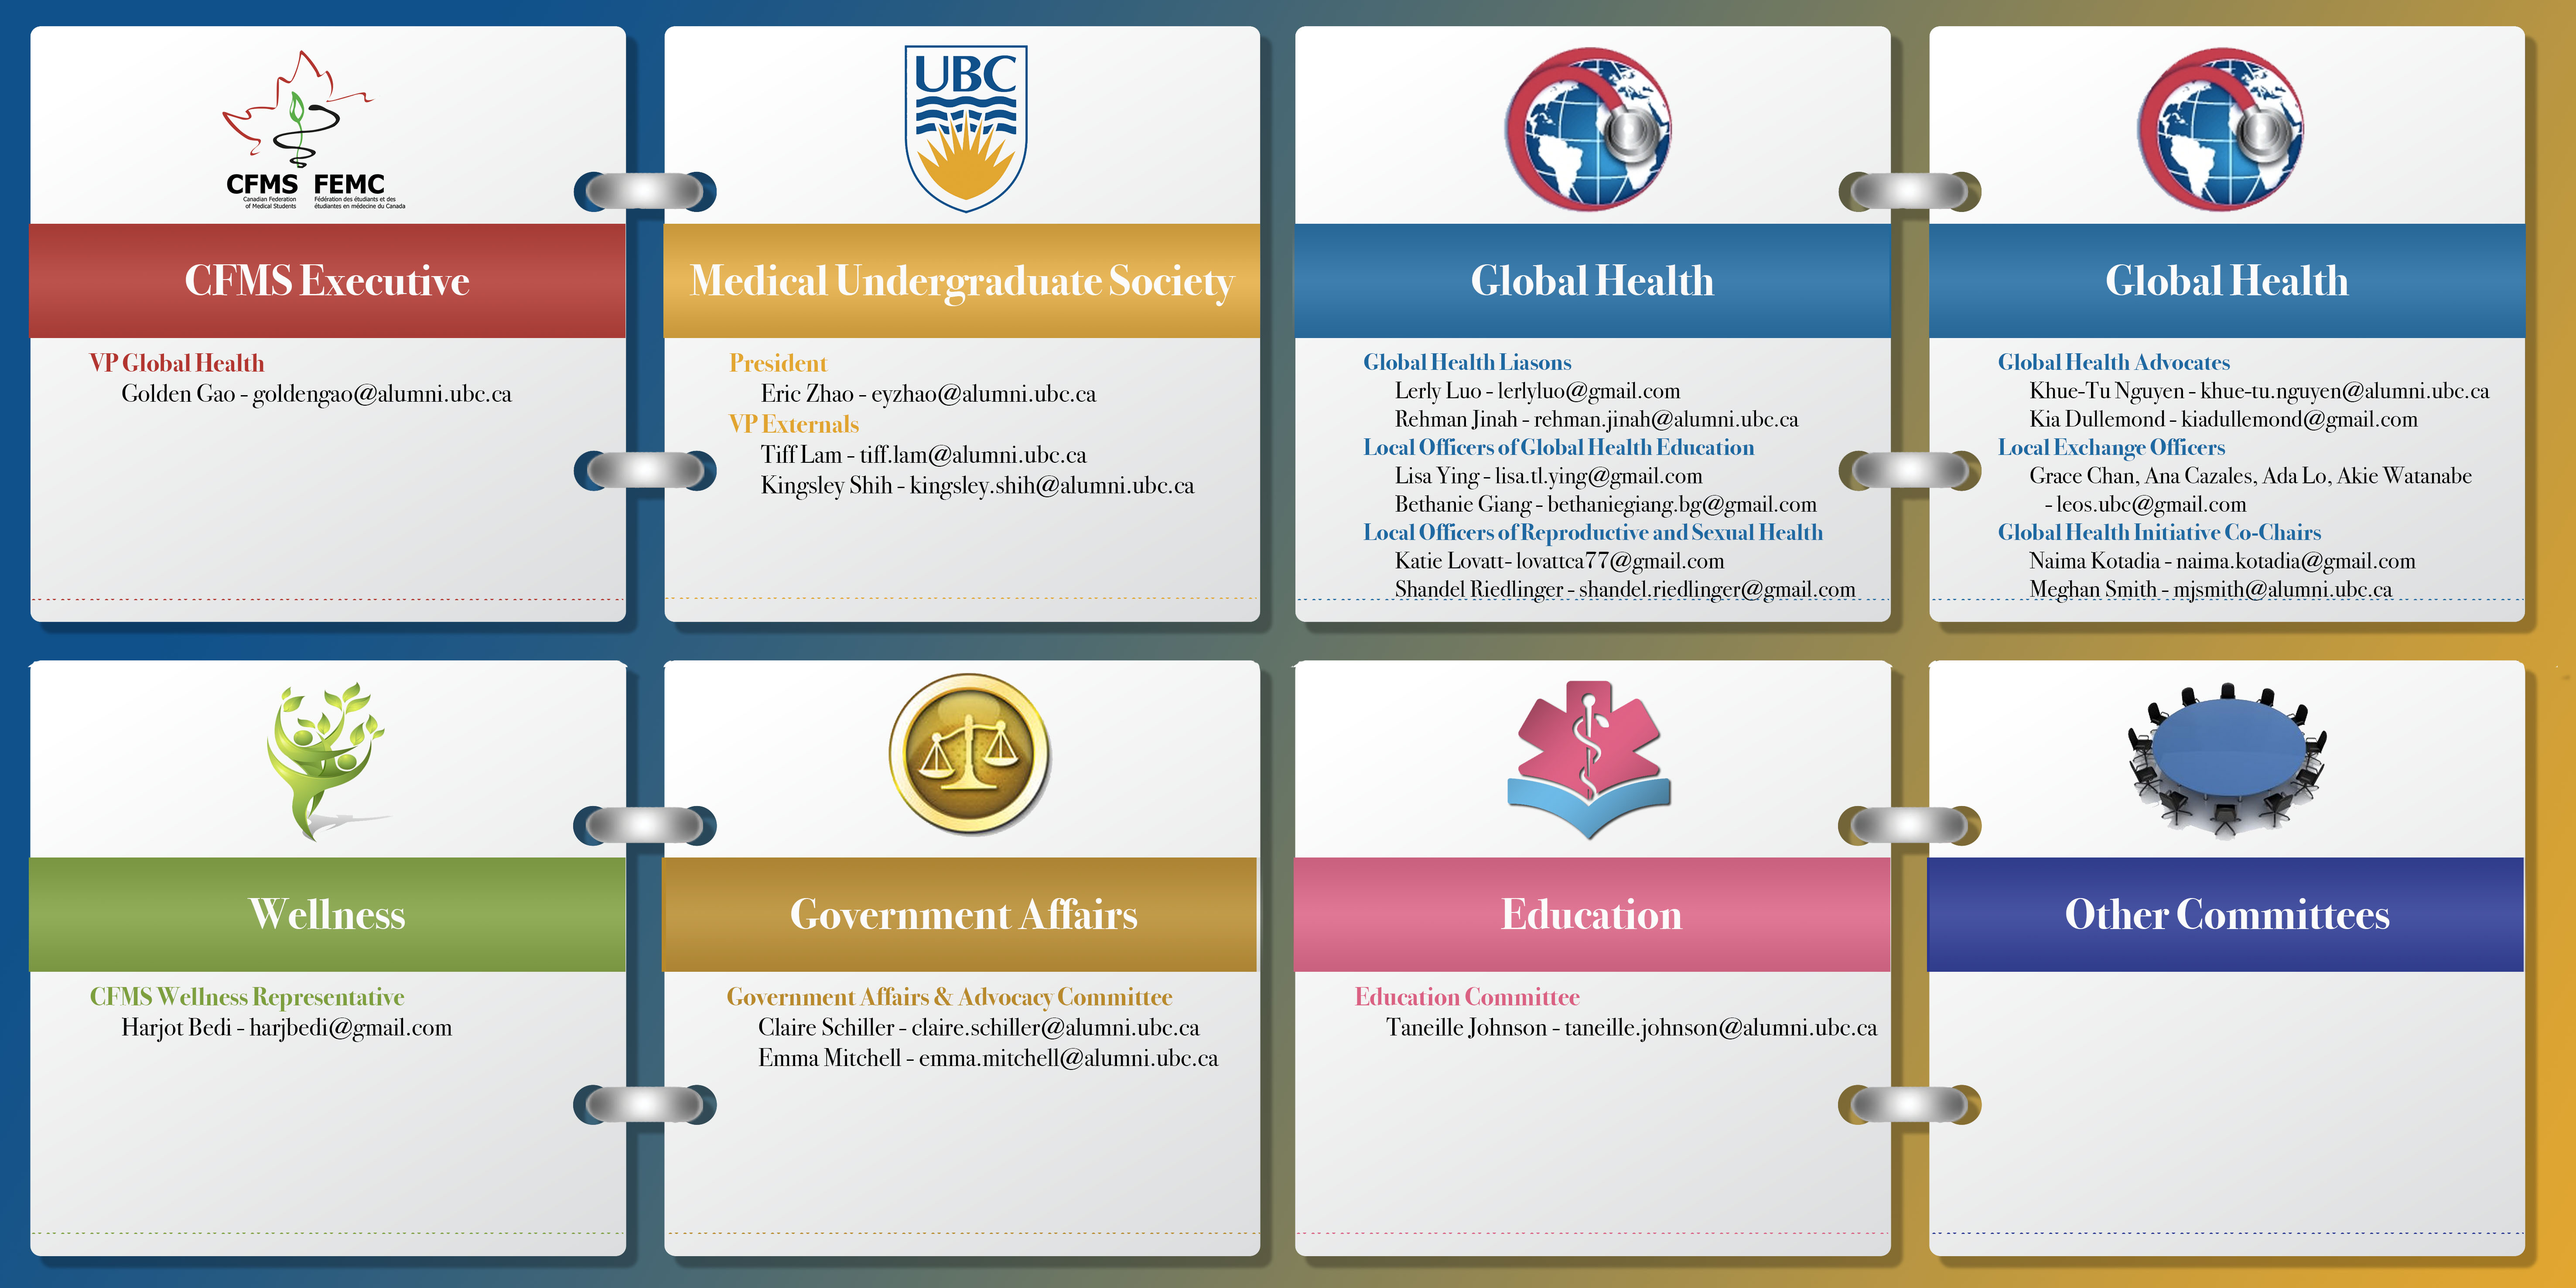 CFMS FEMC
Canadian Federation
of Medical Students
Fédération des étudiants et des
étudiantes en médecine du Canada
CFMS Executive
VP Global Health
Golden Gao - goldengao@alumni.ubc.ca
UBC
Medical Undergraduate Society
President
Eric Zhao - eyzhao@alumni.ubc.ca
VP Externals
Tiff Lam - tiff.lam@alumni.ubc.ca
Kingsley Shih - kingsley.shih@alumni.ubc.ca
Global Health
Global Health Liasons
Lerly Luo - lerlyluo@gmail.com
Rehman Jinah - rehman.jinah@alumni.ubc.ca
Local Officers of Global Health Education
Lisa Ying - lisa.tl.ying@gmail.com
Bethanie Giang - bethaniegiang.bg@gmail.com
Local Officers of Reproductive and Sexual Health
Katie Lovatt- lovattca77@gmail.com
Shandel Riedlinger - shandel.riedlinger@gmail.com
Global Health
Global Health Advocates
Khue-Tu Nguyen - khue-tu.nguyen@alumni.ubc.ca
Kia Dullemond - kiadullemond@gmail.com
Local Exchange Officers
Grace Chan, Ana Cazales, Ada Lo, Akie Watanabe
- leos.ubc@gmail.com
Global Health Initiative Co-Chairs
Naima Kotadia - naima.kotadia@gmail.com
Meghan Smith - mjsmith@alumni.ubc.ca
Wellness
CFMS Wellness Representative
Harjot Bedi - harjbedi@gmail.com
Government Affairs
Government Affairs & Advocacy Committee
Claire Schiller - claire.schiller@alumni.ubc.ca
Emma Mitchell - emma.mitchell@alumni.ubc.ca
Education
Education Committee
Taneille Johnson - taneille.johnson@alumni.ubc.ca
Other Committees